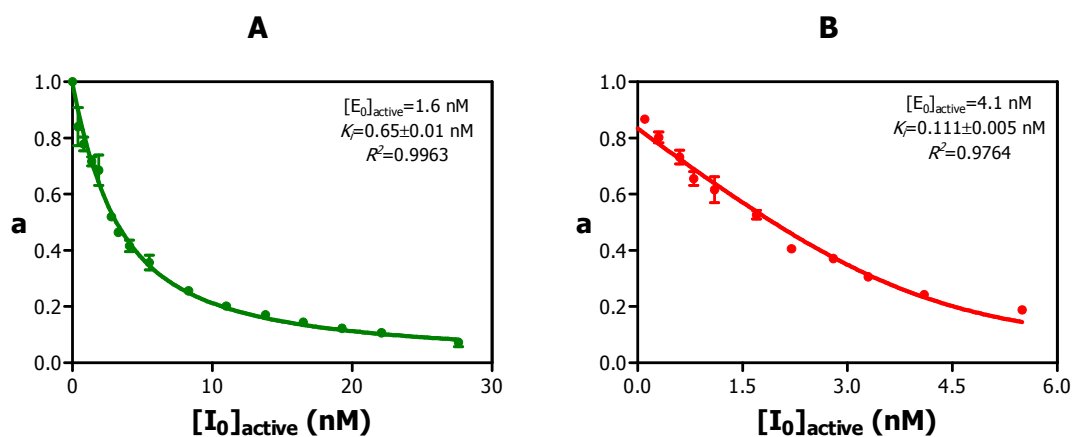 A
[E₀]active=1.6 nM
Ki=0.65±0.01 nM
R²=0.9963
a
1.0
0.8
0.6
0.4
0.2
0.0
0
10
20
30
[I₀]active (nM)
B
[E₀]active=4.1 nM
Ki=0.111±0.005 nM
R²=0.9764
a
1.0
0.8
0.6
0.4
0.2
0.0
0.0
1.5
3.0
4.5
6.0
[I₀]active (nM)